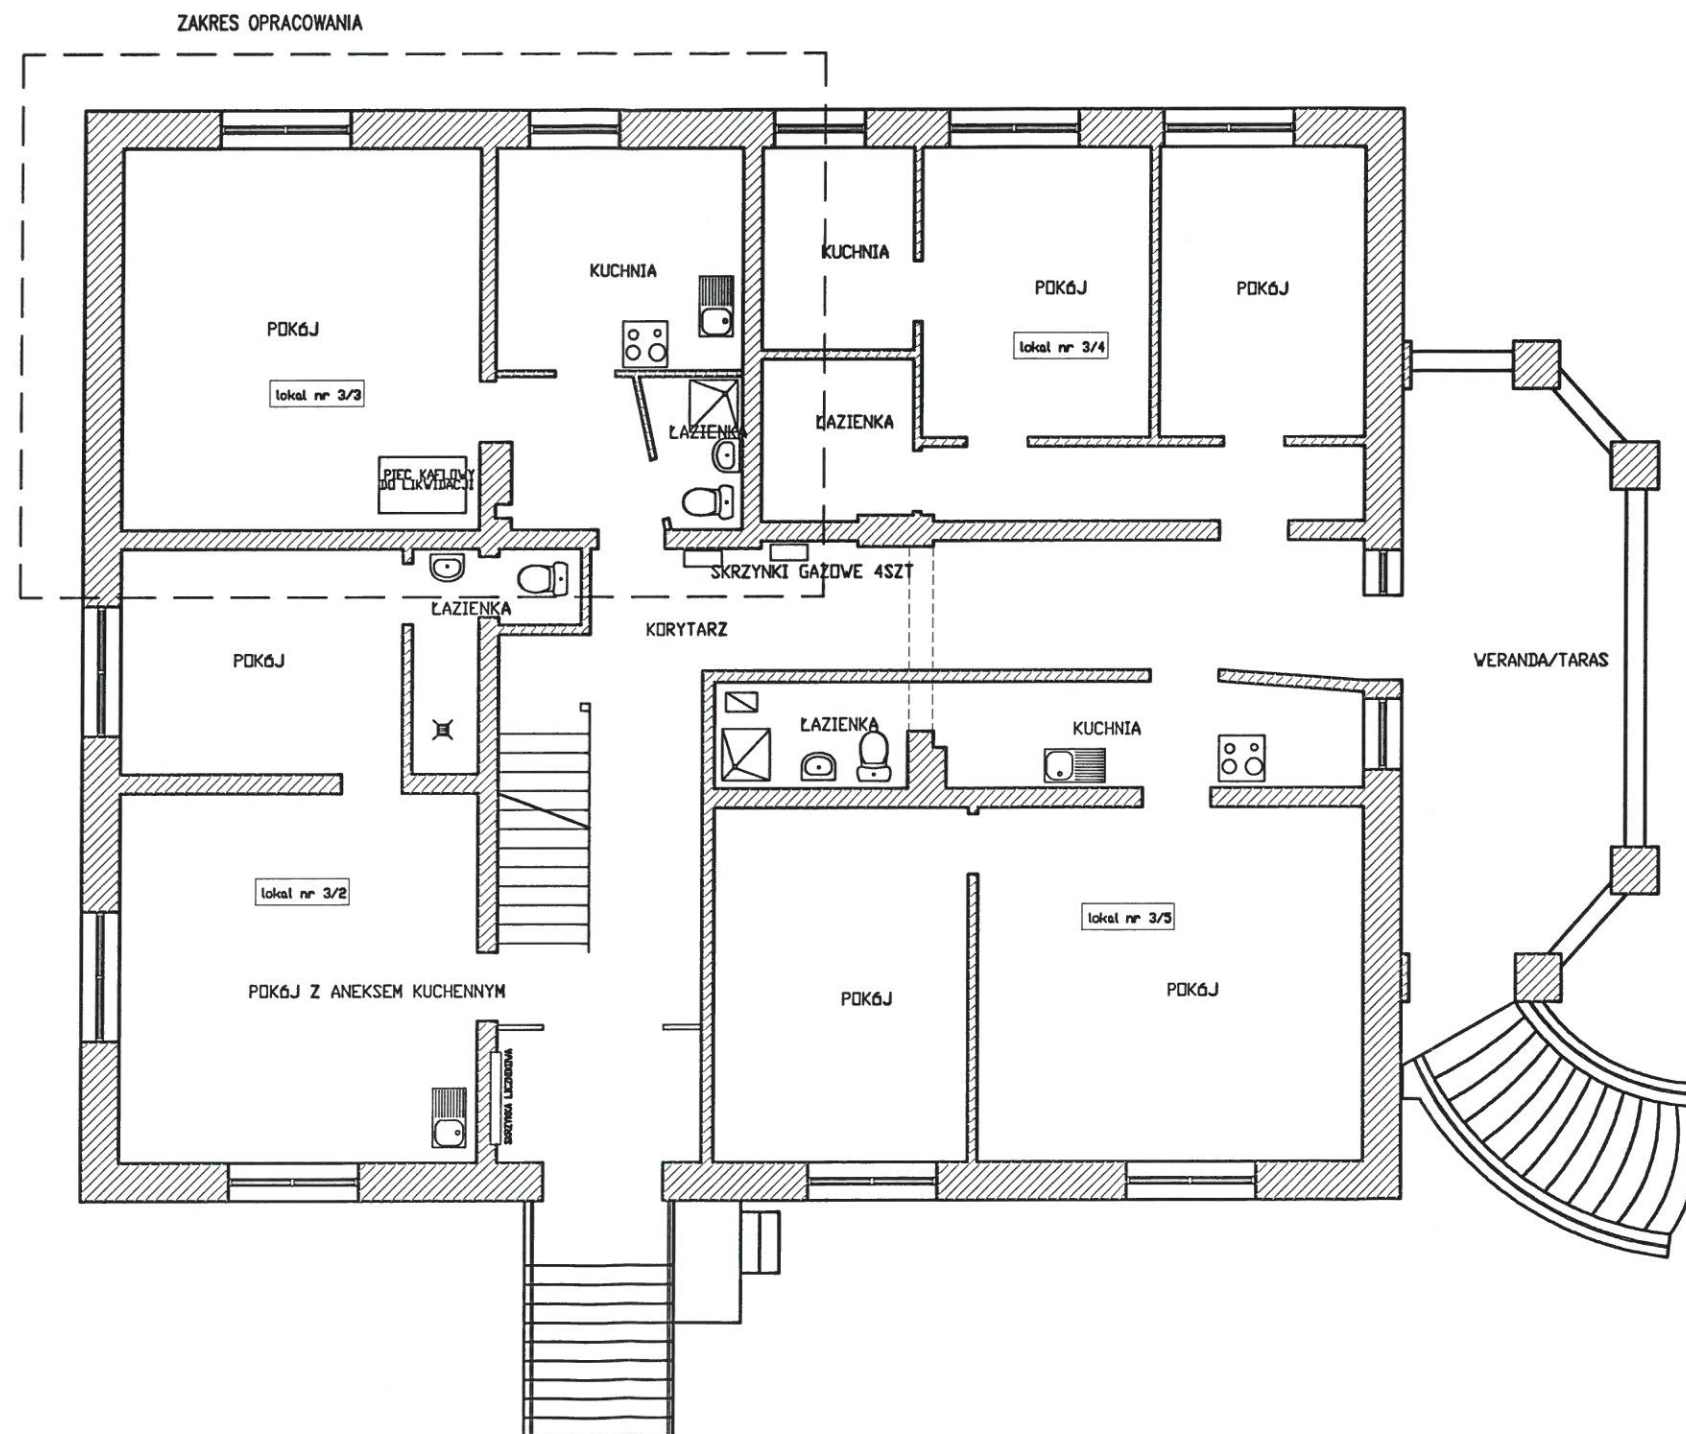 ZAKRES OPRACOWANIA
KUCHNIA
KUCHNIA
POKÓJ
POKÓJ
POKÓJ
lokal nr 3/4
lokal nr 3/3
ŁAZIENKA
ŁAZIENKA
PIEC KAFLOWY
DO LIKWIDACJI
SKRZYNKI GAZOWE 4SZT
ŁAZIENKA
KORYTARZ
POKÓJ
WERANDA/TARAS
ŁAZIENKA
KUCHNIA
lokal nr 3/2
lokal nr 3/5
POKÓJ Z ANEKSEM KUCHENNYM
POKÓJ
POKÓJ
SKRZYNKA LICZNIKOWA